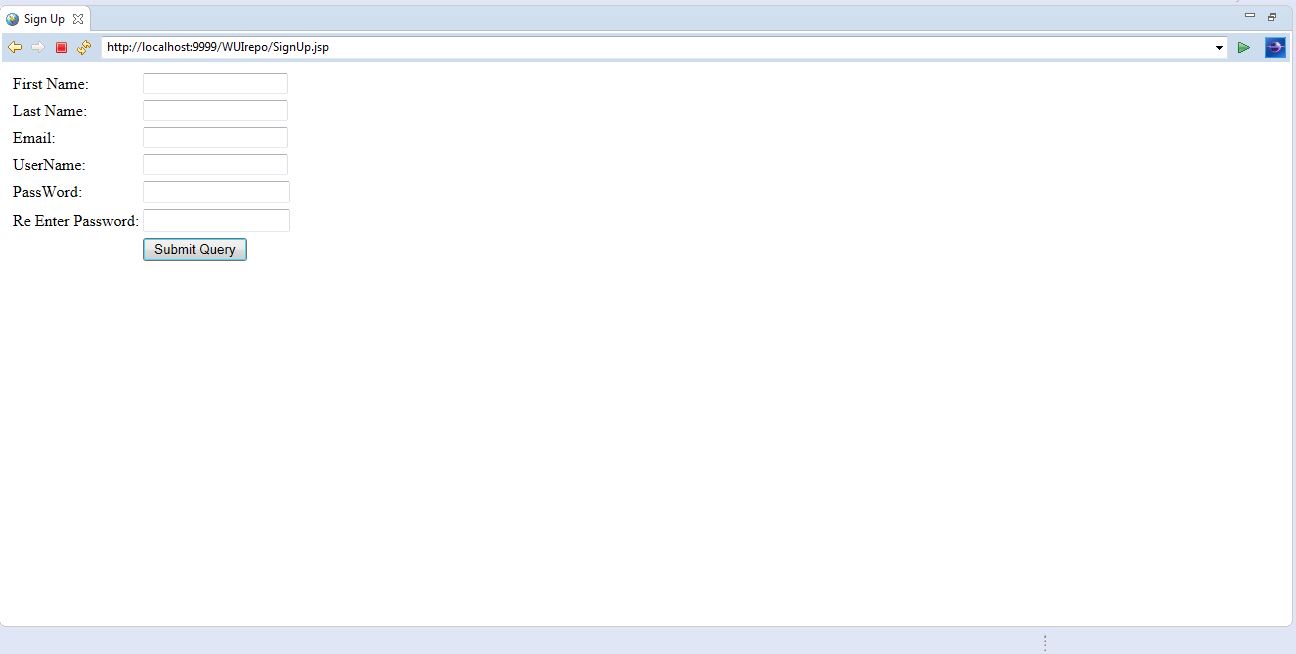 Sign Up
http://localhost:9999/WUIrepo/SignUp.jsp
First Name:
Last Name:
Email:
UserName:
PassWord:
Re Enter Password:
Submit Query